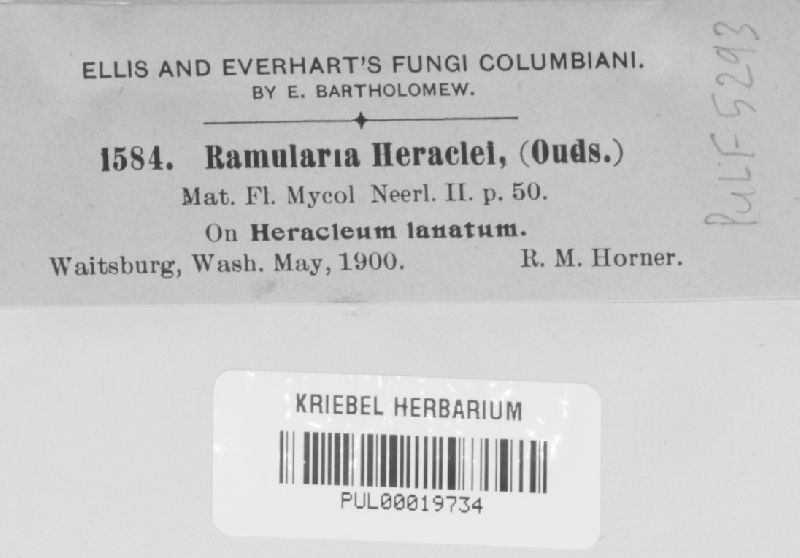 ELLIS AND EVERHART'S FUNGI COLUMBIANI.
BY E. BARTHOLOMEW.
1584. Ramularia Heraclei, (Ouds.)
Mat. Fl. Mycol Neerl. II. p. 50.
On Heracleum lanatum.
Waitsburg, Wash. May, 1900. R. M. Horner.
PUL F5293
KRIEBEL HERBARIUM
PUL00019734